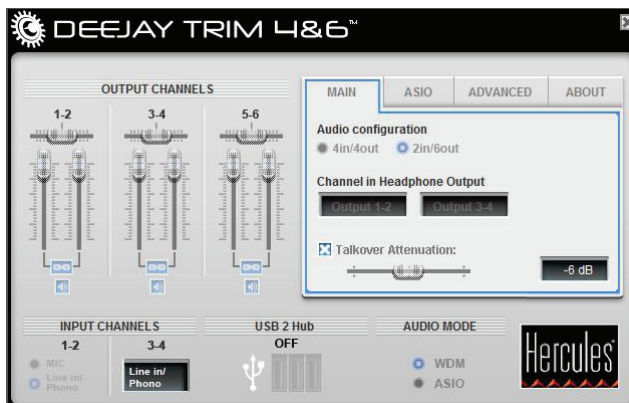 DEEJAY TRIM 4&6™
OUTPUT CHANNELS
1-2 3-4 5-6
MAIN ASIO ADVANCED ABOUT
Audio configuration
4in/4out 2in/6out
Channel in Headphone Output
Output 1-2 Output 3-4
Talkover Attenuation:
-6 dB
INPUT CHANNELS
1-2 3-4
MIC
Line in/
Phono
Line in/
Phono
USB 2 Hub
OFF
AUDIO MODE
WDM
ASIO
Hercules®